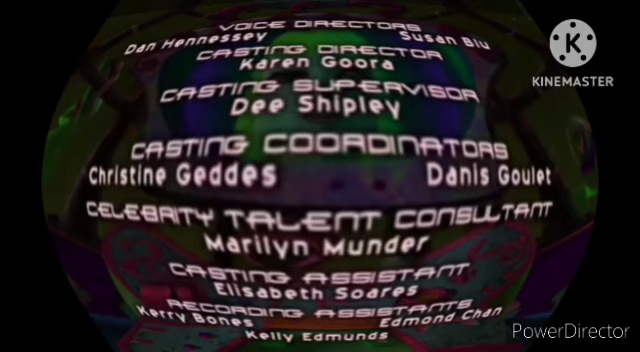 VOICE DIRECTORS
Dan Hennessey Susan Blu
CASTING DIRECTOR
Karen Goora
CASTING SUPERVISOR
Dee Shipley
CASTING COORDINATORS
Christine Geddes Danis Goulet
CELEBRITY TALENT CONSULTANT
Marilyn Munder
CASTING ASSISTANT
Elisabeth Soares
RECORDING ASSISTANTS
Kerry Bones Edmond Chan
Kelly Edmunds
K
KINEMASTER
PowerDirector